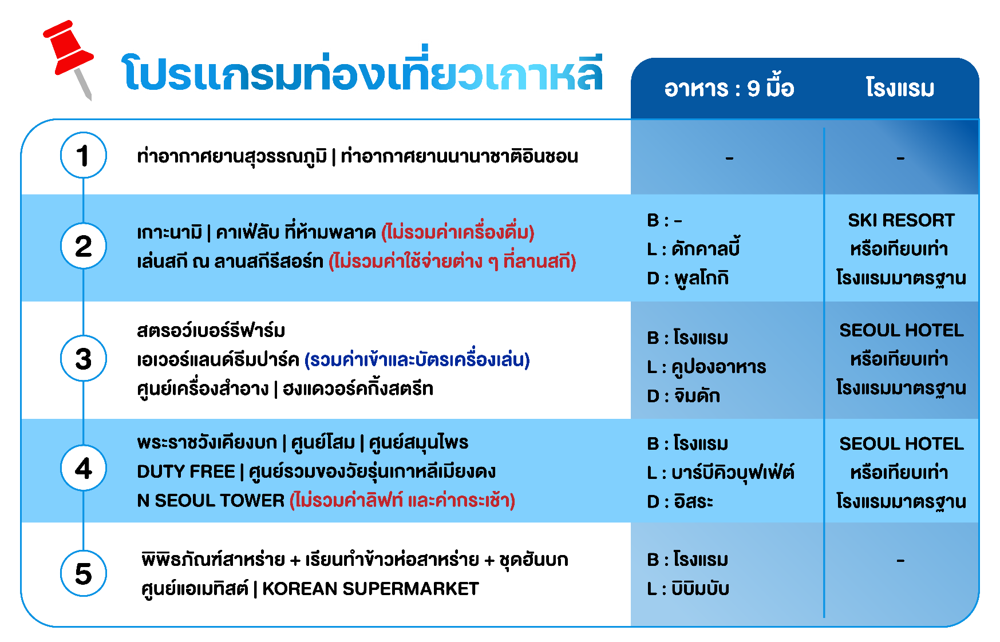 โปรแกรมท่องเที่ยวเกาหลี
อาหาร : 9 มื้อ
โรงแรม
1
ท่าอากาศยานสุวรรณภูมิ | ท่าอากาศยานนานาชาติอินชอน
-
-
2
เกาะนามิ | คาเฟ่ลับ ที่ห้ามพลาด (ไม่รวมค่าเครื่องดื่ม)
เล่นสกี ณ ลานสกีรีสอร์ท (ไม่รวมค่าใช้จ่ายต่าง ๆ ที่ลานสกี)
B : -
L : ดักคาลบี้
D : พูลโกกิ
SKI RESORT
หรือเทียบเท่า
โรงแรมมาตรฐาน
3
สตรอว์เบอร์รีฟาร์ม
เอเวอร์แลนด์ธีมปาร์ค (รวมค่าเข้าและบัตรเครื่องเล่น)
ศูนย์เครื่องสำอาง | ฮงแดวอร์คกิ้งสตรีท
B : โรงแรม
L : คูปองอาหาร
D : จิมดัก
SEOUL HOTEL
หรือเทียบเท่า
โรงแรมมาตรฐาน
4
พระราชวังเคียงบก | ศูนย์โสม | ศูนย์สมุนไพร
DUTY FREE | ศูนย์รวมของวัยรุ่นเกาหลีเมียงดง
N SEOUL TOWER (ไม่รวมค่าลิฟท์ และค่ากระเช้า)
B : โรงแรม
L : บาร์บีคิวบุฟเฟ่ต์
D : อิสระ
SEOUL HOTEL
หรือเทียบเท่า
โรงแรมมาตรฐาน
5
พิพิธภัณฑ์สาหร่าย + เรียนทำข้าวห่อสาหร่าย + ชุดฮันบก
ศูนย์แอเมทิสต์ | KOREAN SUPERMARKET
B : โรงแรม
L : บิบิมบับ
-